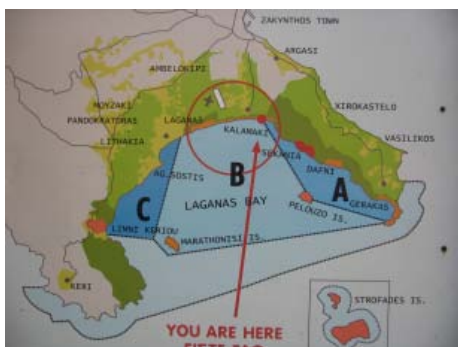 ZAKYNTHOS TOWN
ARGASI
AMBELOKIPI
XIROKASTELO
MOYZAKI
PANDOKRATORAS
LAGANAS
KALAMAKI
VASILIKOS
LITHAKIA
SEKANIA
DAFNI
AG.SOSTIS
B
A
C
LAGANAS BAY
GERAKAS
PELOUZO IS.
LIMNI KERIOU
MARATHONISI IS.
KERI
STROFADES IS.
YOU ARE HERE